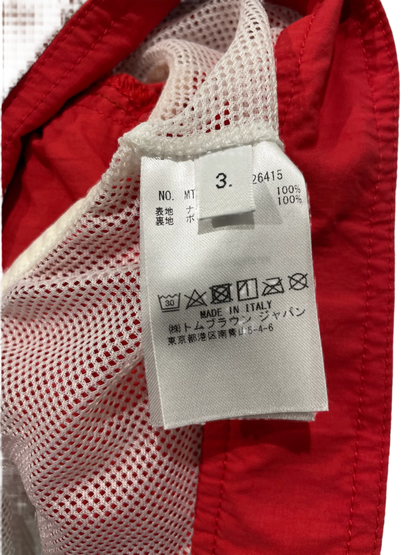 3.
NO. MT 26415
表地 ナ 100%
裏地 ポ 100%
30
MADE IN ITALY
㈱トムブラウン ジャパン
東京都港区南青山5-4-6